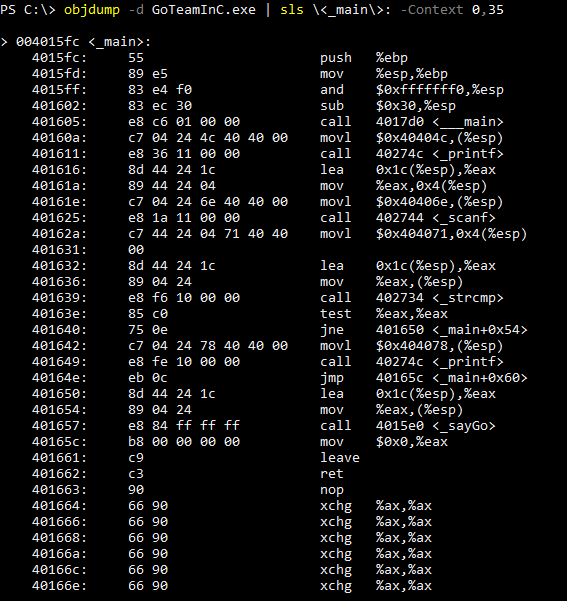 PS C:\> objdump -d GoTeamInC.exe | sls \<_main\>: -Context 0,35
> 004015fc <_main>:
4015fc: 55 push %ebp
4015fd: 89 e5 mov %esp,%ebp
4015ff: 83 e4 f0 and $0xfffffff0,%esp
401602: 83 ec 30 sub $0x30,%esp
401605: e8 c6 01 00 00 call 4017d0 <___main>
40160a: c7 04 24 4c 40 40 00 movl $0x40404c,(%esp)
401611: e8 36 11 00 00 call 40274c <_printf>
401616: 8d 44 24 1c lea 0x1c(%esp),%eax
40161a: 89 44 24 04 mov %eax,0x4(%esp)
40161e: c7 04 24 6e 40 40 00 movl $0x40406e,(%esp)
401625: e8 1a 11 00 00 call 402744 <_scanf>
40162a: c7 44 24 04 71 40 40 movl $0x404071,0x4(%esp)
401631: 00
401632: 8d 44 24 1c lea 0x1c(%esp),%eax
401636: 89 04 24 mov %eax,(%esp)
401639: e8 f6 10 00 00 call 402734 <_strcmp>
40163e: 85 c0 test %eax,%eax
401640: 75 0e jne 401650 <_main+0x54>
401642: c7 04 24 78 40 40 00 movl $0x404078,(%esp)
401649: e8 fe 10 00 00 call 40274c <_printf>
40164e: eb 0c jmp 40165c <_main+0x60>
401650: 8d 44 24 1c lea 0x1c(%esp),%eax
401654: 89 04 24 mov %eax,(%esp)
401657: e8 84 ff ff ff call 4015e0 <_sayGo>
40165c: b8 00 00 00 00 mov $0x0,%eax
401661: c9 leave
401662: c3 ret
401663: 90 nop
401664: 66 90 xchg %ax,%ax
401666: 66 90 xchg %ax,%ax
401668: 66 90 xchg %ax,%ax
40166a: 66 90 xchg %ax,%ax
40166c: 66 90 xchg %ax,%ax
40166e: 66 90 xchg %ax,%ax